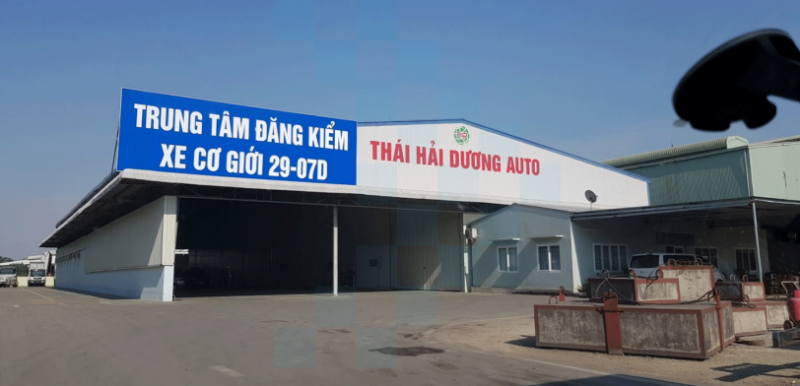 TRUNG TÂM ĐĂNG KIỂM
XE CƠ GIỚI 29-07D
THÁI HẢI DƯƠNG AUTO